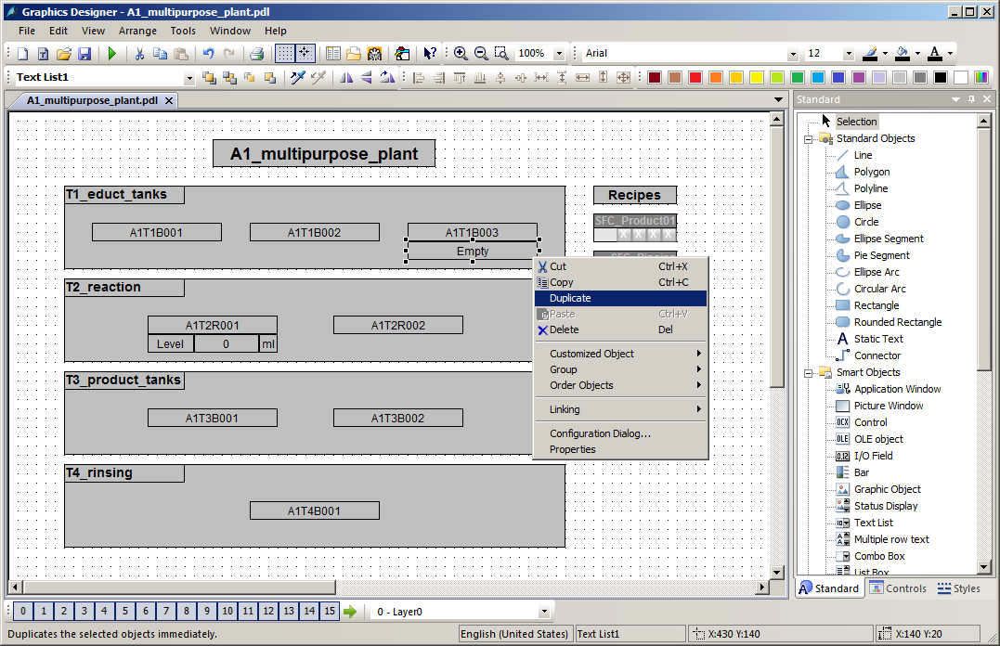 Graphics Designer - A1_multipurpose_plant.pdl
File Edit View Arrange Tools Window Help
100% Arial 12
Text List1
A1_multipurpose_plant.pdl
A1_multipurpose_plant
T1_educt_tanks
A1T1B001 A1T1B002 A1T1B003
Empty
Recipes
SFC_Product01
X X X X
T2_reaction
A1T2R001 A1T2R002
Level 0 ml
T3_product_tanks
A1T3B001 A1T3B002
T4_rinsing
A1T4B001
Cut Ctrl+X
Copy Ctrl+C
Duplicate
Paste Ctrl+V
Delete Del
Customized Object
Group
Order Objects
Linking
Configuration Dialog...
Properties
Standard
Selection
Standard Objects
Line
Polygon
Polyline
Ellipse
Circle
Ellipse Segment
Pie Segment
Ellipse Arc
Circular Arc
Rectangle
Rounded Rectangle
A Static Text
Connector
Smart Objects
Application Window
Picture Window
OCX Control
OLE OLE object
0.12 I/O Field
Bar
Graphic Object
Status Display
Text List
Multiple row text
Combo Box
List Box
Standard Controls Styles
0 1 2 3 4 5 6 7 8 9 10 11 12 13 14 15 0 - Layer0
Duplicates the selected objects immediately. English (United States) Text List1 X:430 Y:140 X:140 Y:20